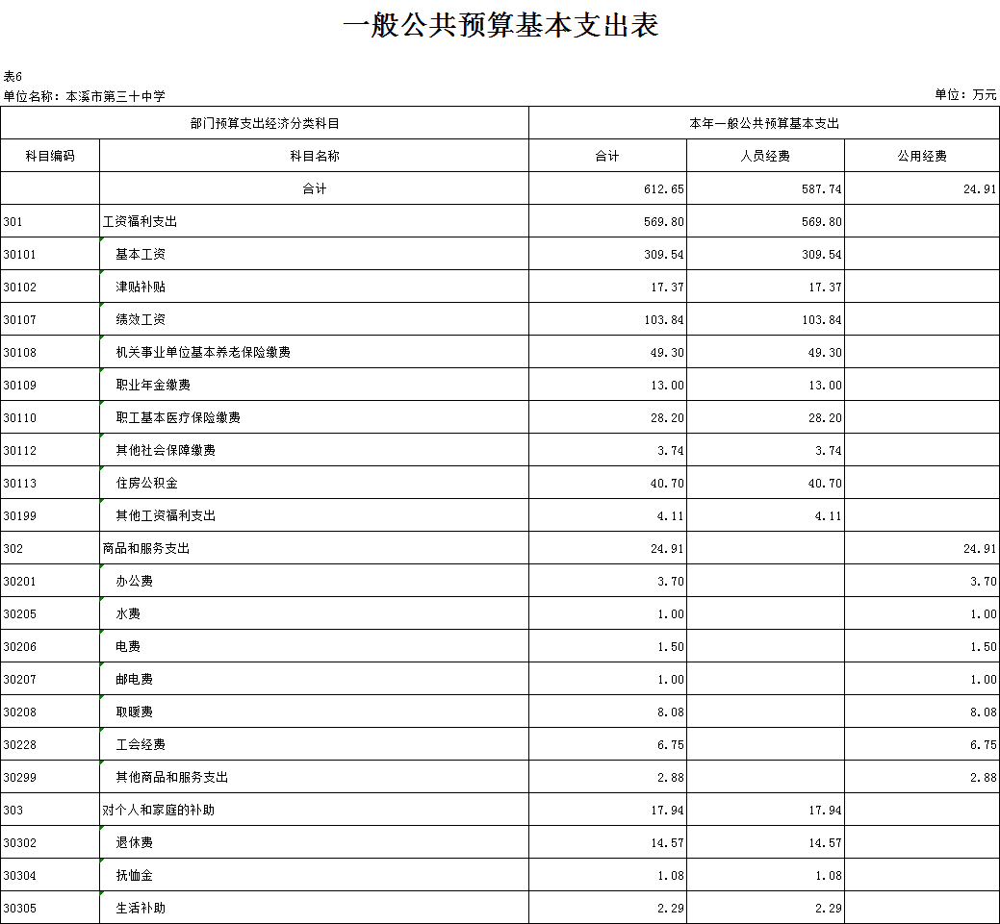 一般公共预算基本支出表
表6
单位名称：本溪市第三十中学 单位：万元
部门预算支出经济分类科目 本年一般公共预算基本支出
科目编码 科目名称 合计 人员经费 公用经费
合计 612.65 587.74 24.91
301 工资福利支出 569.80 569.80
30101 基本工资 309.54 309.54
30102 津贴补贴 17.37 17.37
30107 绩效工资 103.84 103.84
30108 机关事业单位基本养老保险缴费 49.30 49.30
30109 职业年金缴费 13.00 13.00
30110 职工基本医疗保险缴费 28.20 28.20
30112 其他社会保障缴费 3.74 3.74
30113 住房公积金 40.70 40.70
30199 其他工资福利支出 4.11 4.11
302 商品和服务支出 24.91 24.91
30201 办公费 3.70 3.70
30205 水费 1.00 1.00
30206 电费 1.50 1.50
30207 邮电费 1.00 1.00
30208 取暖费 8.08 8.08
30228 工会经费 6.75 6.75
30299 其他商品和服务支出 2.88 2.88
303 对个人和家庭的补助 17.94 17.94
30302 退休费 14.57 14.57
30304 抚恤金 1.08 1.08
30305 生活补助 2.29 2.29